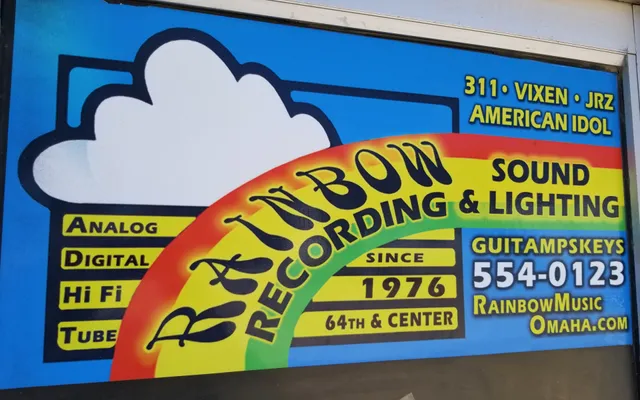 311 • VIXEN • JRZ
AMERICAN IDOL
RAINBOW
RECORDING & SOUND
& LIGHTING
ANALOG
DIGITAL
HI FI
TUBE
SINCE
1976
64TH & CENTER
GUITAMPSKEYS
554-0123
RAINBOWMUSIC
OMAHA.COM